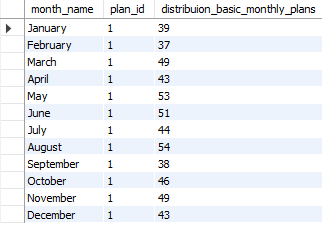 month_name plan_id distribuion_basic_monthly_plans
January 1 39
February 1 37
March 1 49
April 1 43
May 1 53
June 1 51
July 1 44
August 1 54
September 1 38
October 1 46
November 1 49
December 1 43